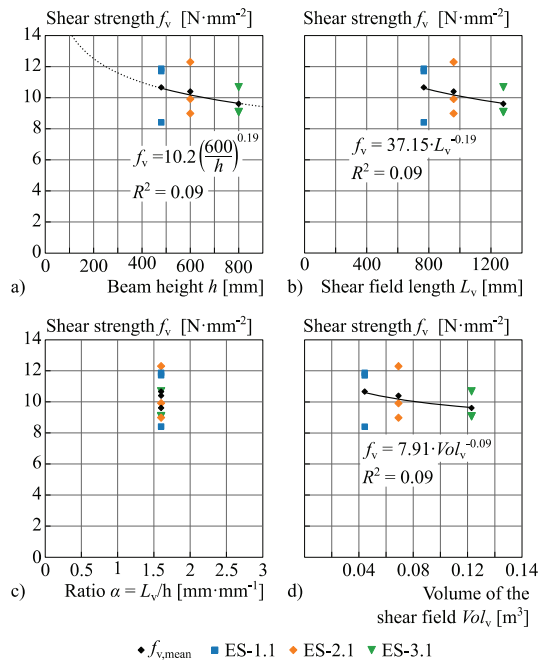 Shear strength fᵥ [N·mm⁻²]
14
12
10
8
6
4
2
0
fᵥ = 10.2 (600/h)^0.19
R² = 0.09
0 200 400 600 800
a) Beam height h [mm]
Shear strength fᵥ [N·mm⁻²]
fᵥ = 37.15·Lᵥ^-0.19
R² = 0.09
400 800 1200
b) Shear field length Lᵥ [mm]
Shear strength fᵥ [N·mm⁻²]
14
12
10
8
6
4
2
0
0 0.5 1 1.5 2 2.5 3
c) Ratio α = Lᵥ/h [mm·mm⁻¹]
Shear strength fᵥ [N·mm⁻²]
fᵥ = 7.91·Volᵥ^-0.09
R² = 0.09
0.04 0.08 0.12 0.14
d) Volume of the
shear field Volᵥ [m³]
fᵥ,mean ES-1.1 ES-2.1 ES-3.1